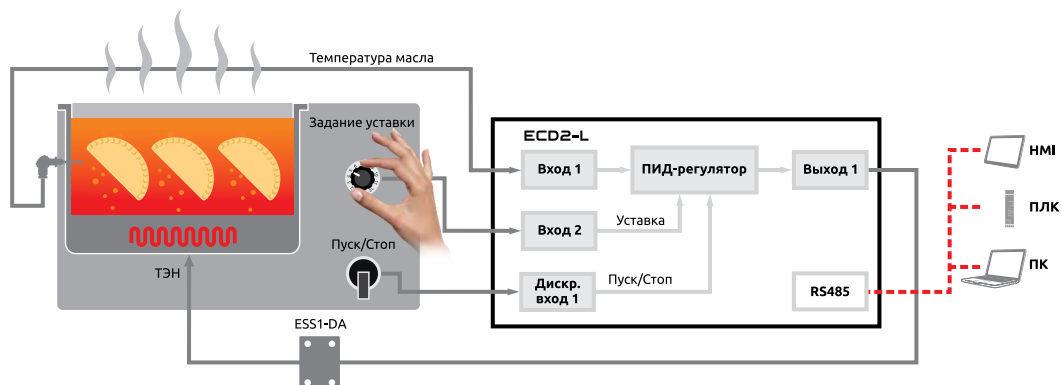 Температура масла
Задание уставки
ECD2-L
Вход 1
ПИД-регулятор
Выход 1
HMI
ПЛК
Вход 2
Уставка
Пуск/Стоп
ТЭН
Дискр.
вход 1
Пуск/Стоп
RS485
ПК
ESS1-DA